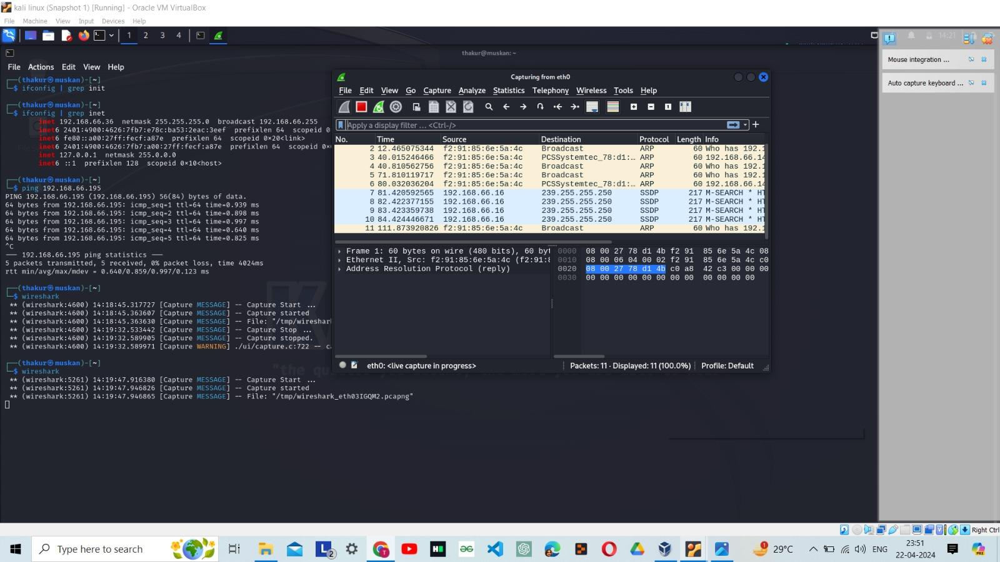 kali linux (Snapshot 1) [Running] - Oracle VM VirtualBox
File Machine View Input Devices Help
1 2 3 4
14:21
thakur@muskan: ~
File Actions Edit View Help
Mouse integration ...
Auto capture keyboard ...
(thakur㉿muskan)-[~]
$ ifconfig | grep init
(thakur㉿muskan)-[~]
$ ifconfig | grep inet
inet 192.168.66.36 netmask 255.255.255.0 broadcast 192.168.66.255
inet6 2401:4900:4626:7fb7:e78c:ba53:2eac:3eef prefixlen 64 scopeid 0
inet6 fe80::a00:27ff:fecf:a87e prefixlen 64 scopeid 0×20<link>
inet6 2401:4900:4626:7fb7:a00:27ff:fecf:a87e prefixlen 64 scopeid 0×
inet 127.0.0.1 netmask 255.0.0.0
inet6 ::1 prefixlen 128 scopeid 0×10<host>
(thakur㉿muskan)-[~]
$ ping 192.168.66.195
PING 192.168.66.195 (192.168.66.195) 56(84) bytes of data.
64 bytes from 192.168.66.195: icmp_seq=1 ttl=64 time=0.939 ms
64 bytes from 192.168.66.195: icmp_seq=2 ttl=64 time=0.898 ms
64 bytes from 192.168.66.195: icmp_seq=3 ttl=64 time=0.997 ms
64 bytes from 192.168.66.195: icmp_seq=4 ttl=64 time=0.640 ms
64 bytes from 192.168.66.195: icmp_seq=5 ttl=64 time=0.825 ms
^C
— 192.168.66.195 ping statistics —
5 packets transmitted, 5 received, 0% packet loss, time 4024ms
rtt min/avg/max/mdev = 0.640/0.859/0.997/0.123 ms
(thakur㉿muskan)-[~]
$ wireshark
** (wireshark:4600) 14:18:45.317727 [Capture MESSAGE] -- Capture Start ...
** (wireshark:4600) 14:18:45.363607 [Capture MESSAGE] -- Capture started
** (wireshark:4600) 14:18:45.363630 [Capture MESSAGE] -- File: "/tmp/wireshar
** (wireshark:4600) 14:19:32.533442 [Capture MESSAGE] -- Capture Stop ...
** (wireshark:4600) 14:19:32.589905 [Capture MESSAGE] -- Capture stopped.
** (wireshark:4600) 14:19:32.589971 [Capture WARNING] ./ui/capture.c:722 -- ca
(thakur㉿muskan)-[~]
$ wireshark
** (wireshark:5261) 14:19:47.916380 [Capture MESSAGE] -- Capture Start ...
** (wireshark:5261) 14:19:47.946826 [Capture MESSAGE] -- Capture started
** (wireshark:5261) 14:19:47.946865 [Capture MESSAGE] -- File: "/tmp/wireshark_eth03IGQM2.pcapng"
Capturing from eth0
File Edit View Go Capture Analyze Statistics Telephony Wireless Tools Help
Apply a display filter ... <Ctrl-/>
No. Time Source Destination Protocol Length Info
2 12.465075344 f2:91:85:6e:5a:4c Broadcast ARP 60 Who has 192.1
3 40.015246466 f2:91:85:6e:5a:4c PCSSystemtec_78:d1:... ARP 60 192.168.66.14
4 40.810562756 f2:91:85:6e:5a:4c Broadcast ARP 60 Who has 192.1
5 71.810119717 f2:91:85:6e:5a:4c Broadcast ARP 60 Who has 192.1
6 80.032036204 f2:91:85:6e:5a:4c PCSSystemtec_78:d1:... ARP 60 192.168.66.14
7 81.420592565 192.168.66.16 239.255.255.250 SSDP 217 M-SEARCH * HT
8 82.422377155 192.168.66.16 239.255.255.250 SSDP 217 M-SEARCH * HT
9 83.423359738 192.168.66.16 239.255.255.250 SSDP 217 M-SEARCH * HT
10 84.424446671 192.168.66.16 239.255.255.250 SSDP 217 M-SEARCH * HT
11 111.873920826 f2:91:85:6e:5a:4c Broadcast ARP 60 Who has 192.1
Frame 1: 60 bytes on wire (480 bits), 60 byt
Ethernet II, Src: f2:91:85:6e:5a:4c (f2:91:8
Address Resolution Protocol (reply)
0000 08 00 27 78 d1 4b f2 91 85 6e 5a 4c 08
0010 08 00 06 04 00 02 f2 91 85 6e 5a 4c c0
0020 08 00 27 78 d1 4b c0 a8 42 c3 00 00 00
0030 00 00 00 00 00 00 00 00 00 00 00 00
eth0: <live capture in progress>
Packets: 11 · Displayed: 11 (100.0%)
Profile: Default
"the qu
Right Ctrl
Type here to search
2
1
29°C
ENG
23:51
22-04-2024
PRE